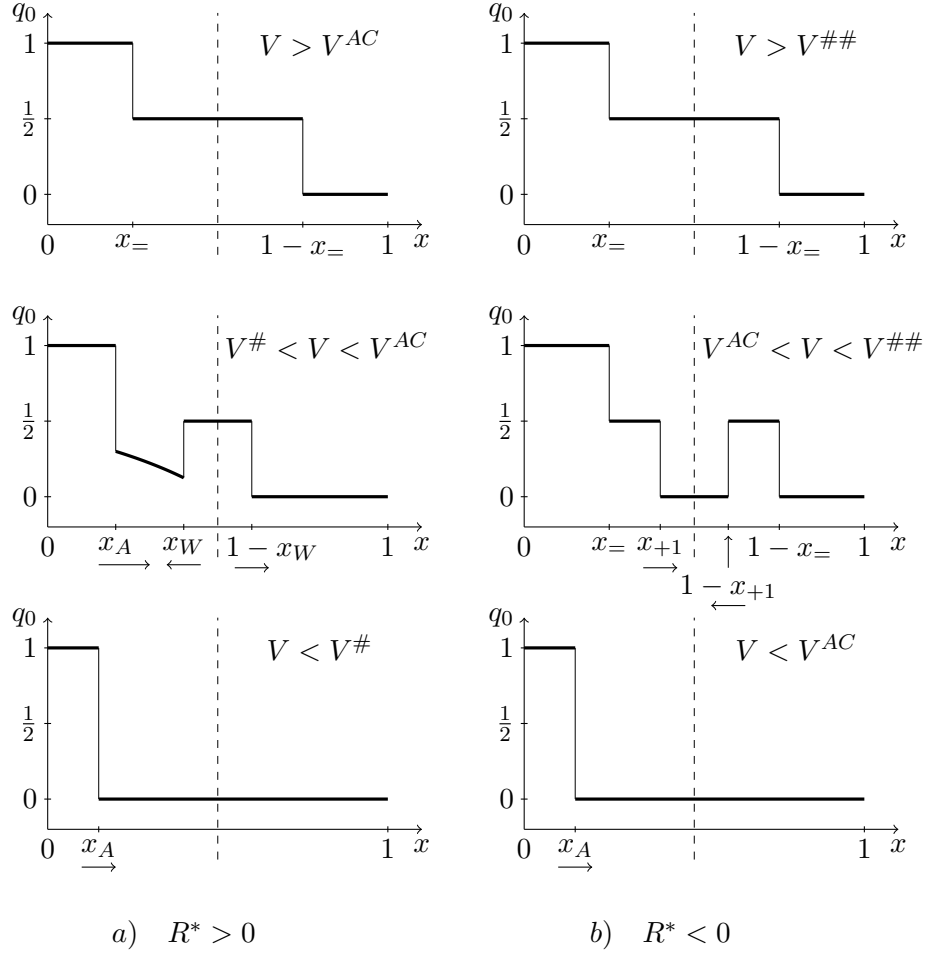 q₀ q₀
1 V > V^{AC} 1 V > V^{##}
1/2 1/2
0 0
0 x₌ 1 − x₌ 1 x 0 x₌ 1 − x₌ 1 x
q₀ q₀
1 V^# < V < V^{AC} 1 V^{AC} < V < V^{##}
1/2 1/2
0 0
0 x_A x_W 1 − x_W 1 x 0 x₌ x₊₁ 1 − x₌ 1 x
1 − x₊₁
q₀ q₀
1 V < V^# 1 V < V^{AC}
1/2 1/2
0 0
0 x_A 1 x 0 x_A 1 x
a) R* > 0 b) R* < 0